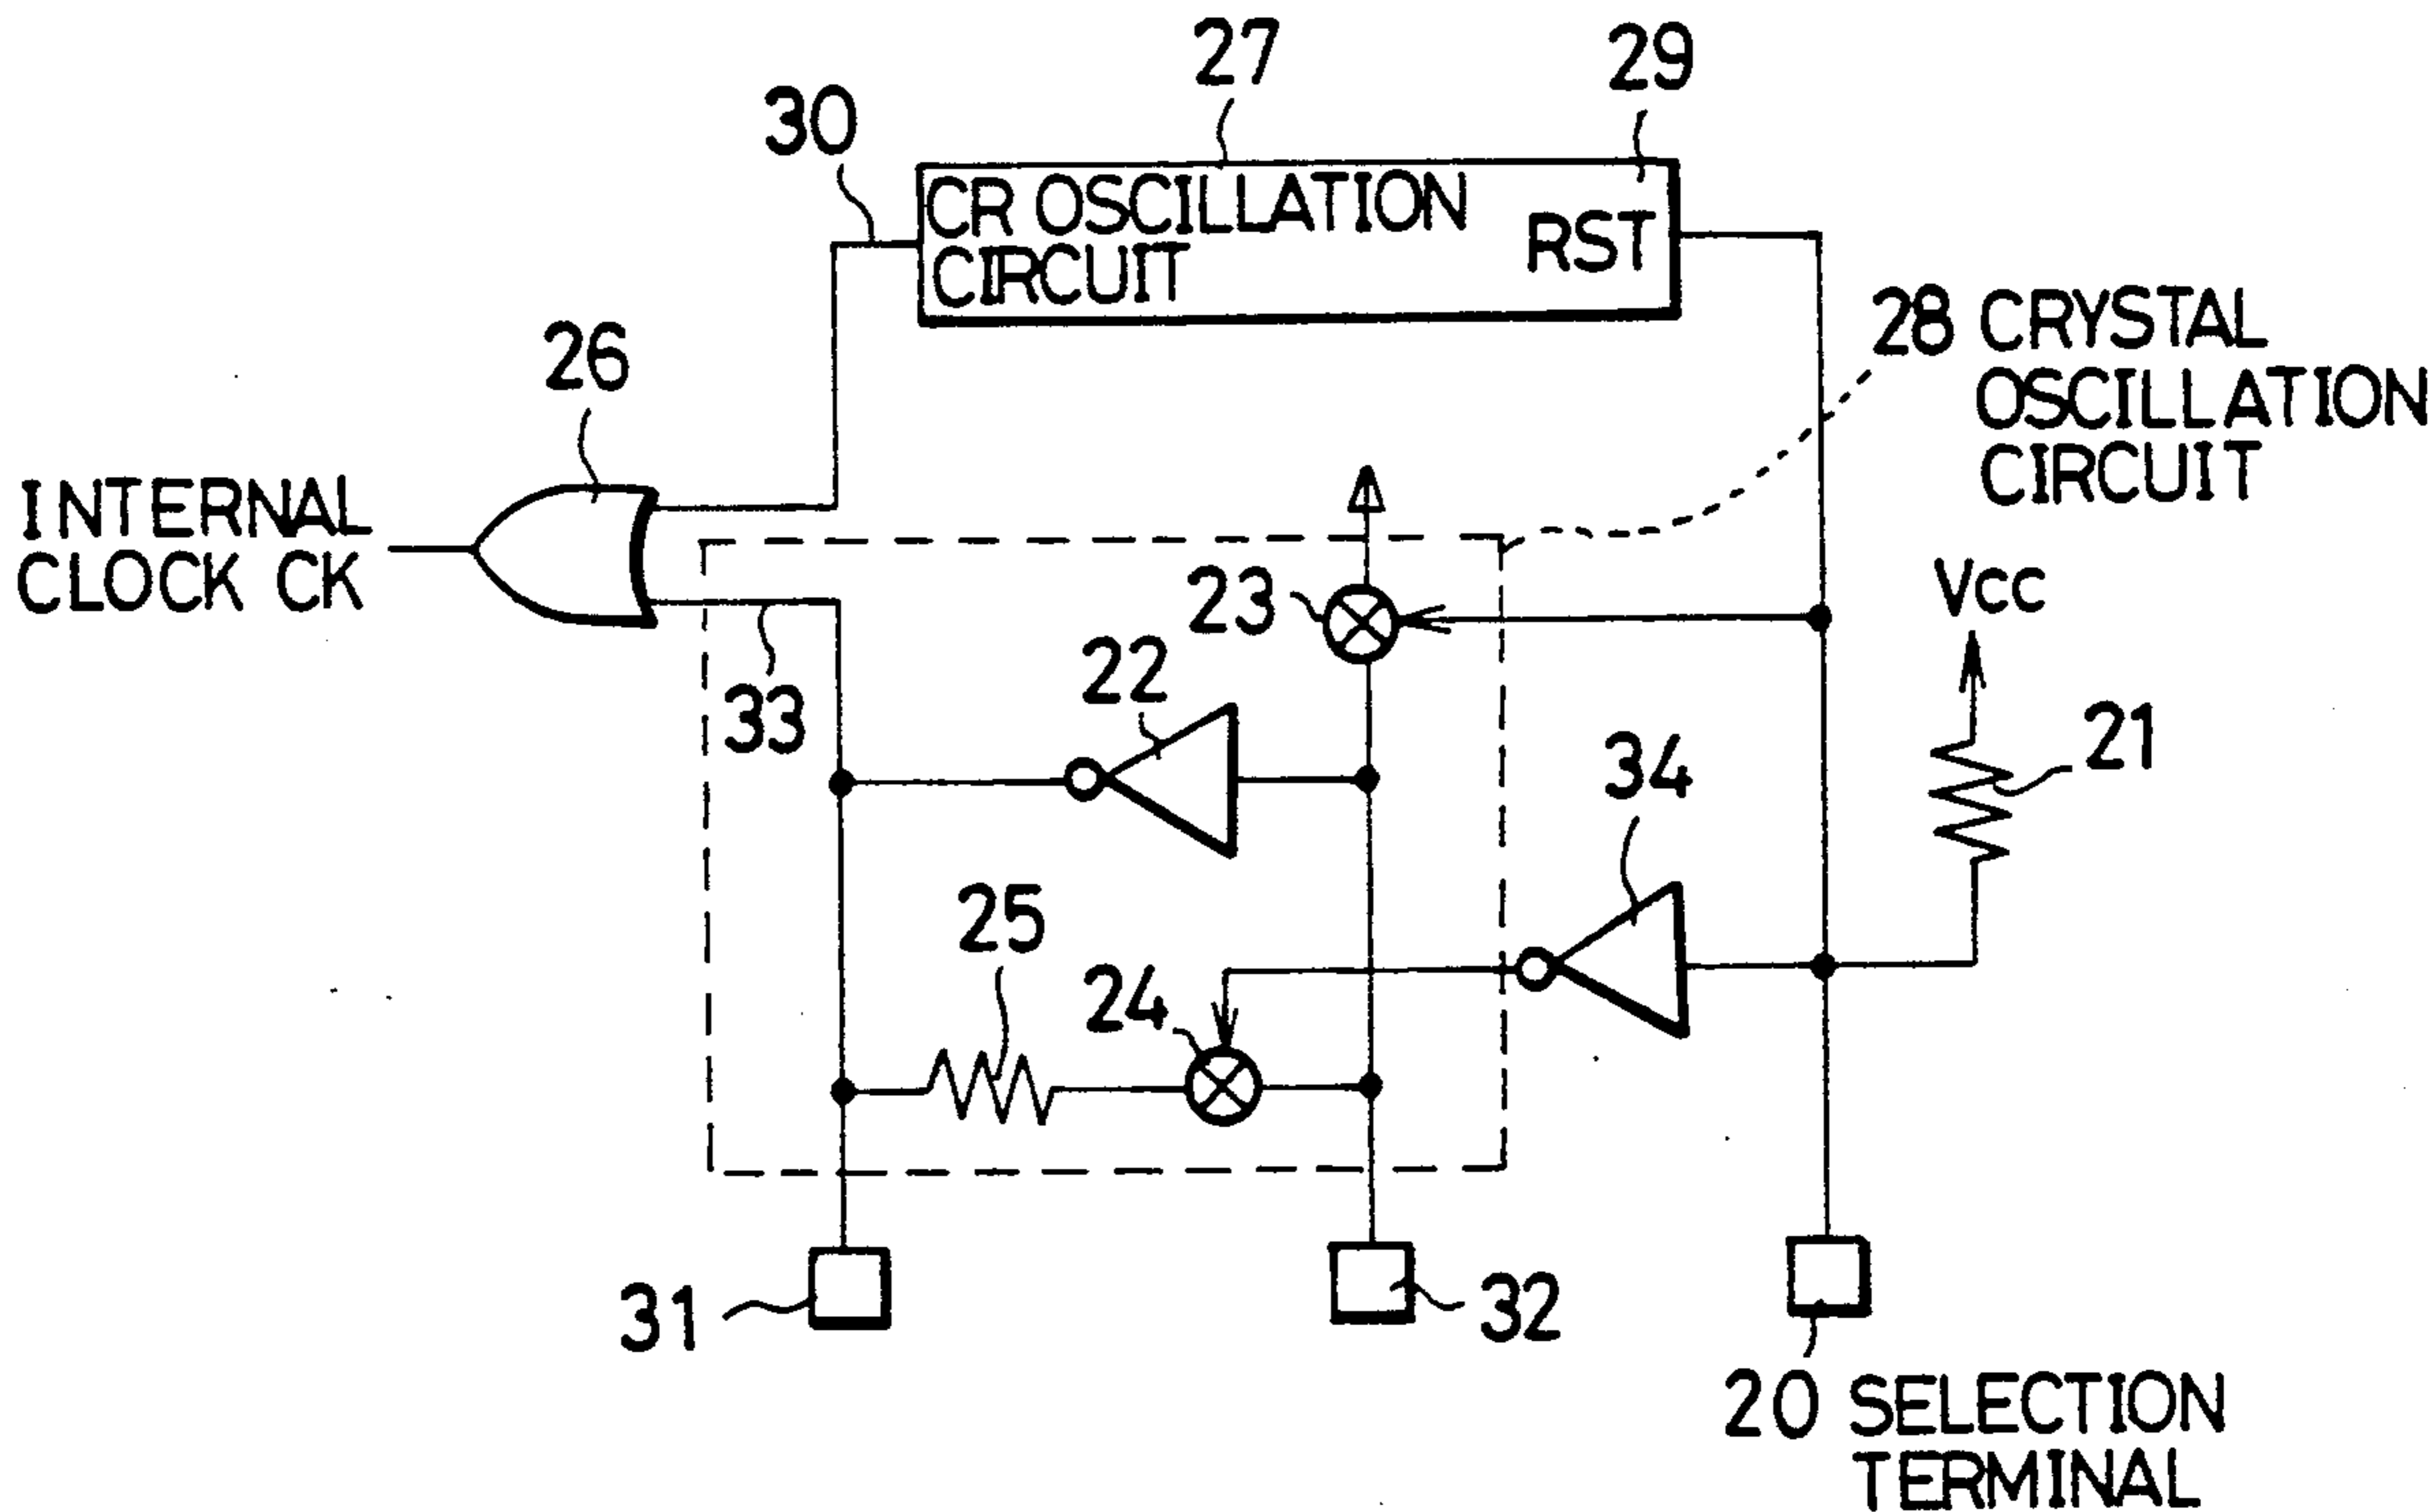 27
29
30
CR OSCILLATION
CIRCUIT
RST
28 CRYSTAL
OSCILLATION
CIRCUIT
26
INTERNAL
CLOCK CK
23
Vcc
22
33
21
34
25
24
31
32
20 SELECTION
TERMINAL